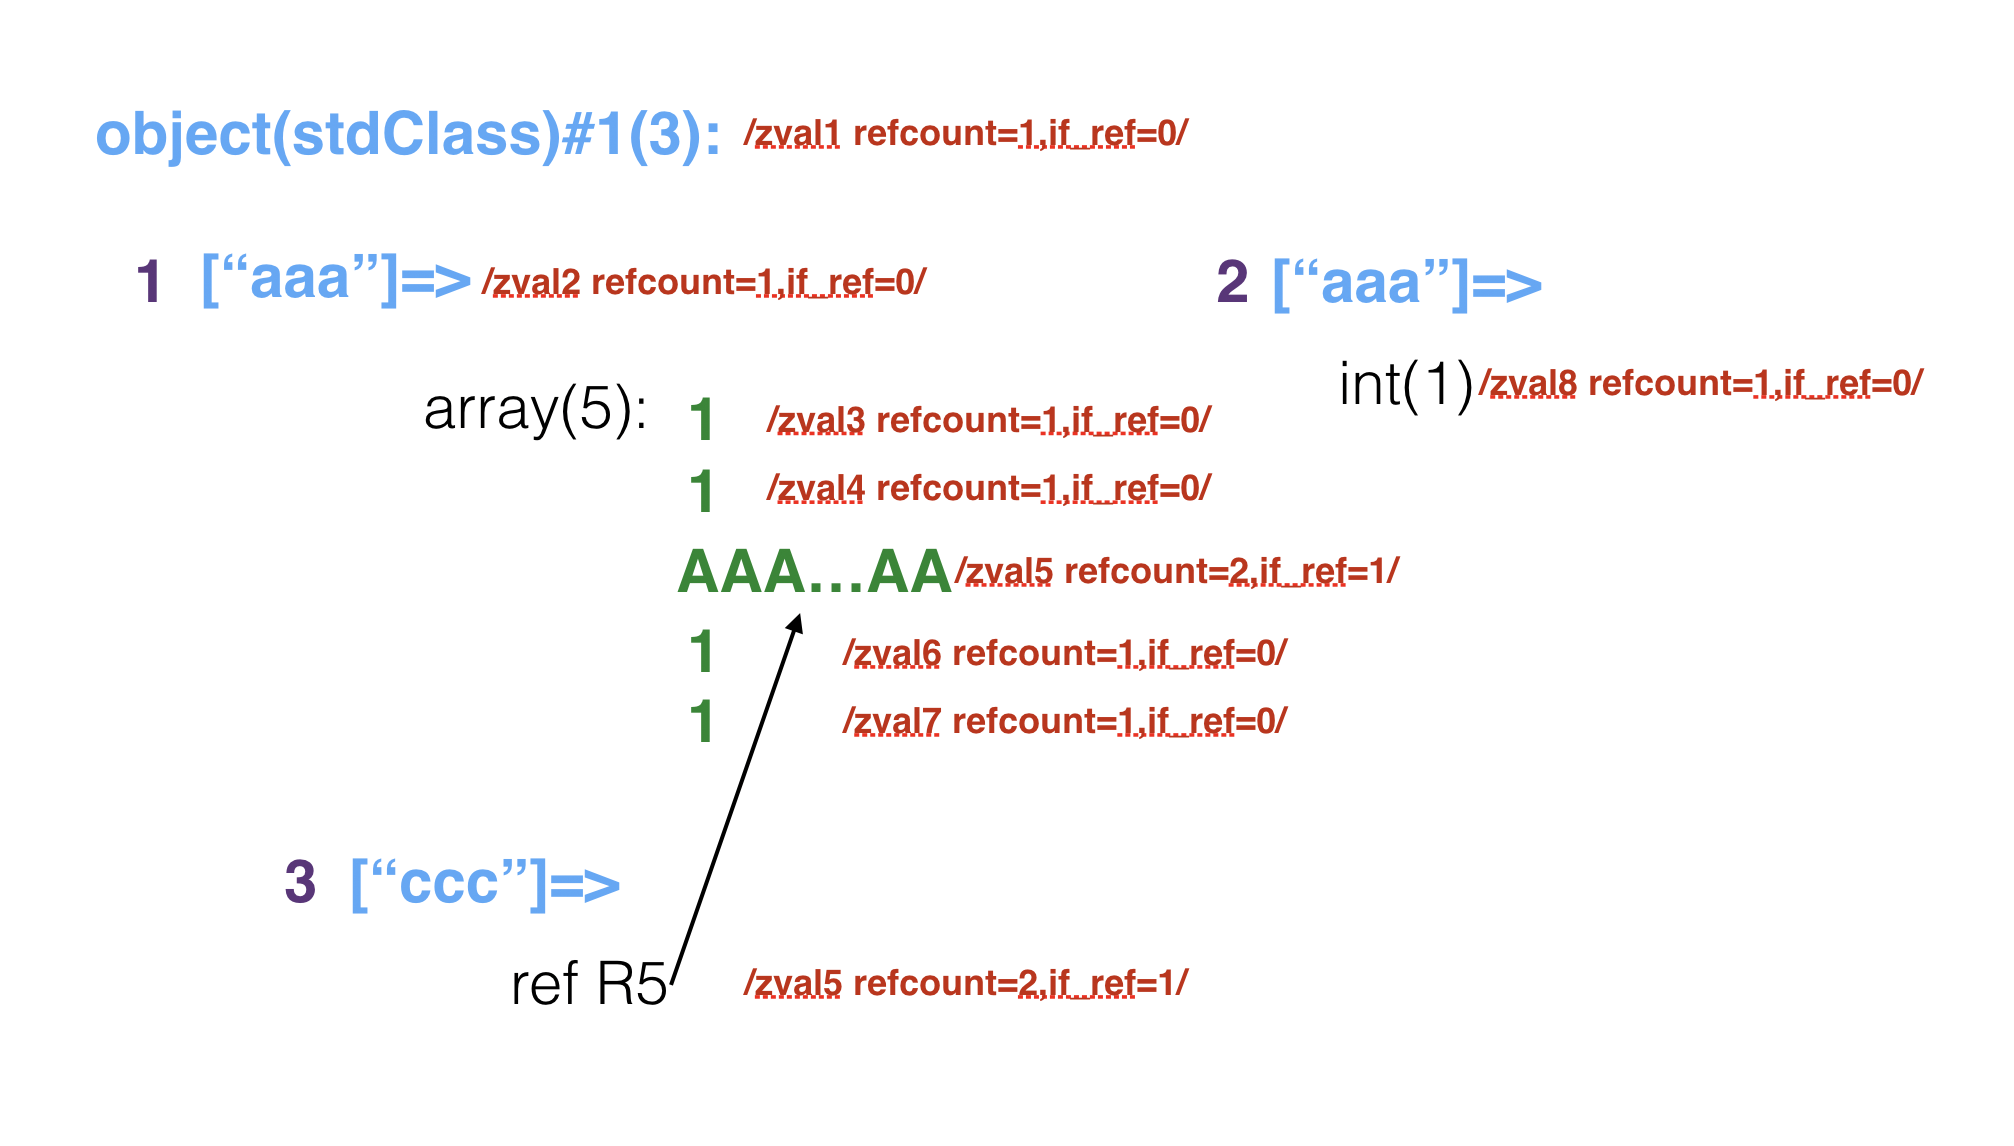 object(stdClass)#1(3): /zval1 refcount=1,if_ref=0/
1 [“aaa”]=> /zval2 refcount=1,if_ref=0/
2 [“aaa”]=>
int(1) /zval8 refcount=1,if_ref=0/
array(5): 1 /zval3 refcount=1,if_ref=0/
1 /zval4 refcount=1,if_ref=0/
AAA…AA /zval5 refcount=2,if_ref=1/
1 /zval6 refcount=1,if_ref=0/
1 /zval7 refcount=1,if_ref=0/
3 [“ccc”]=>
ref R5 /zval5 refcount=2,if_ref=1/